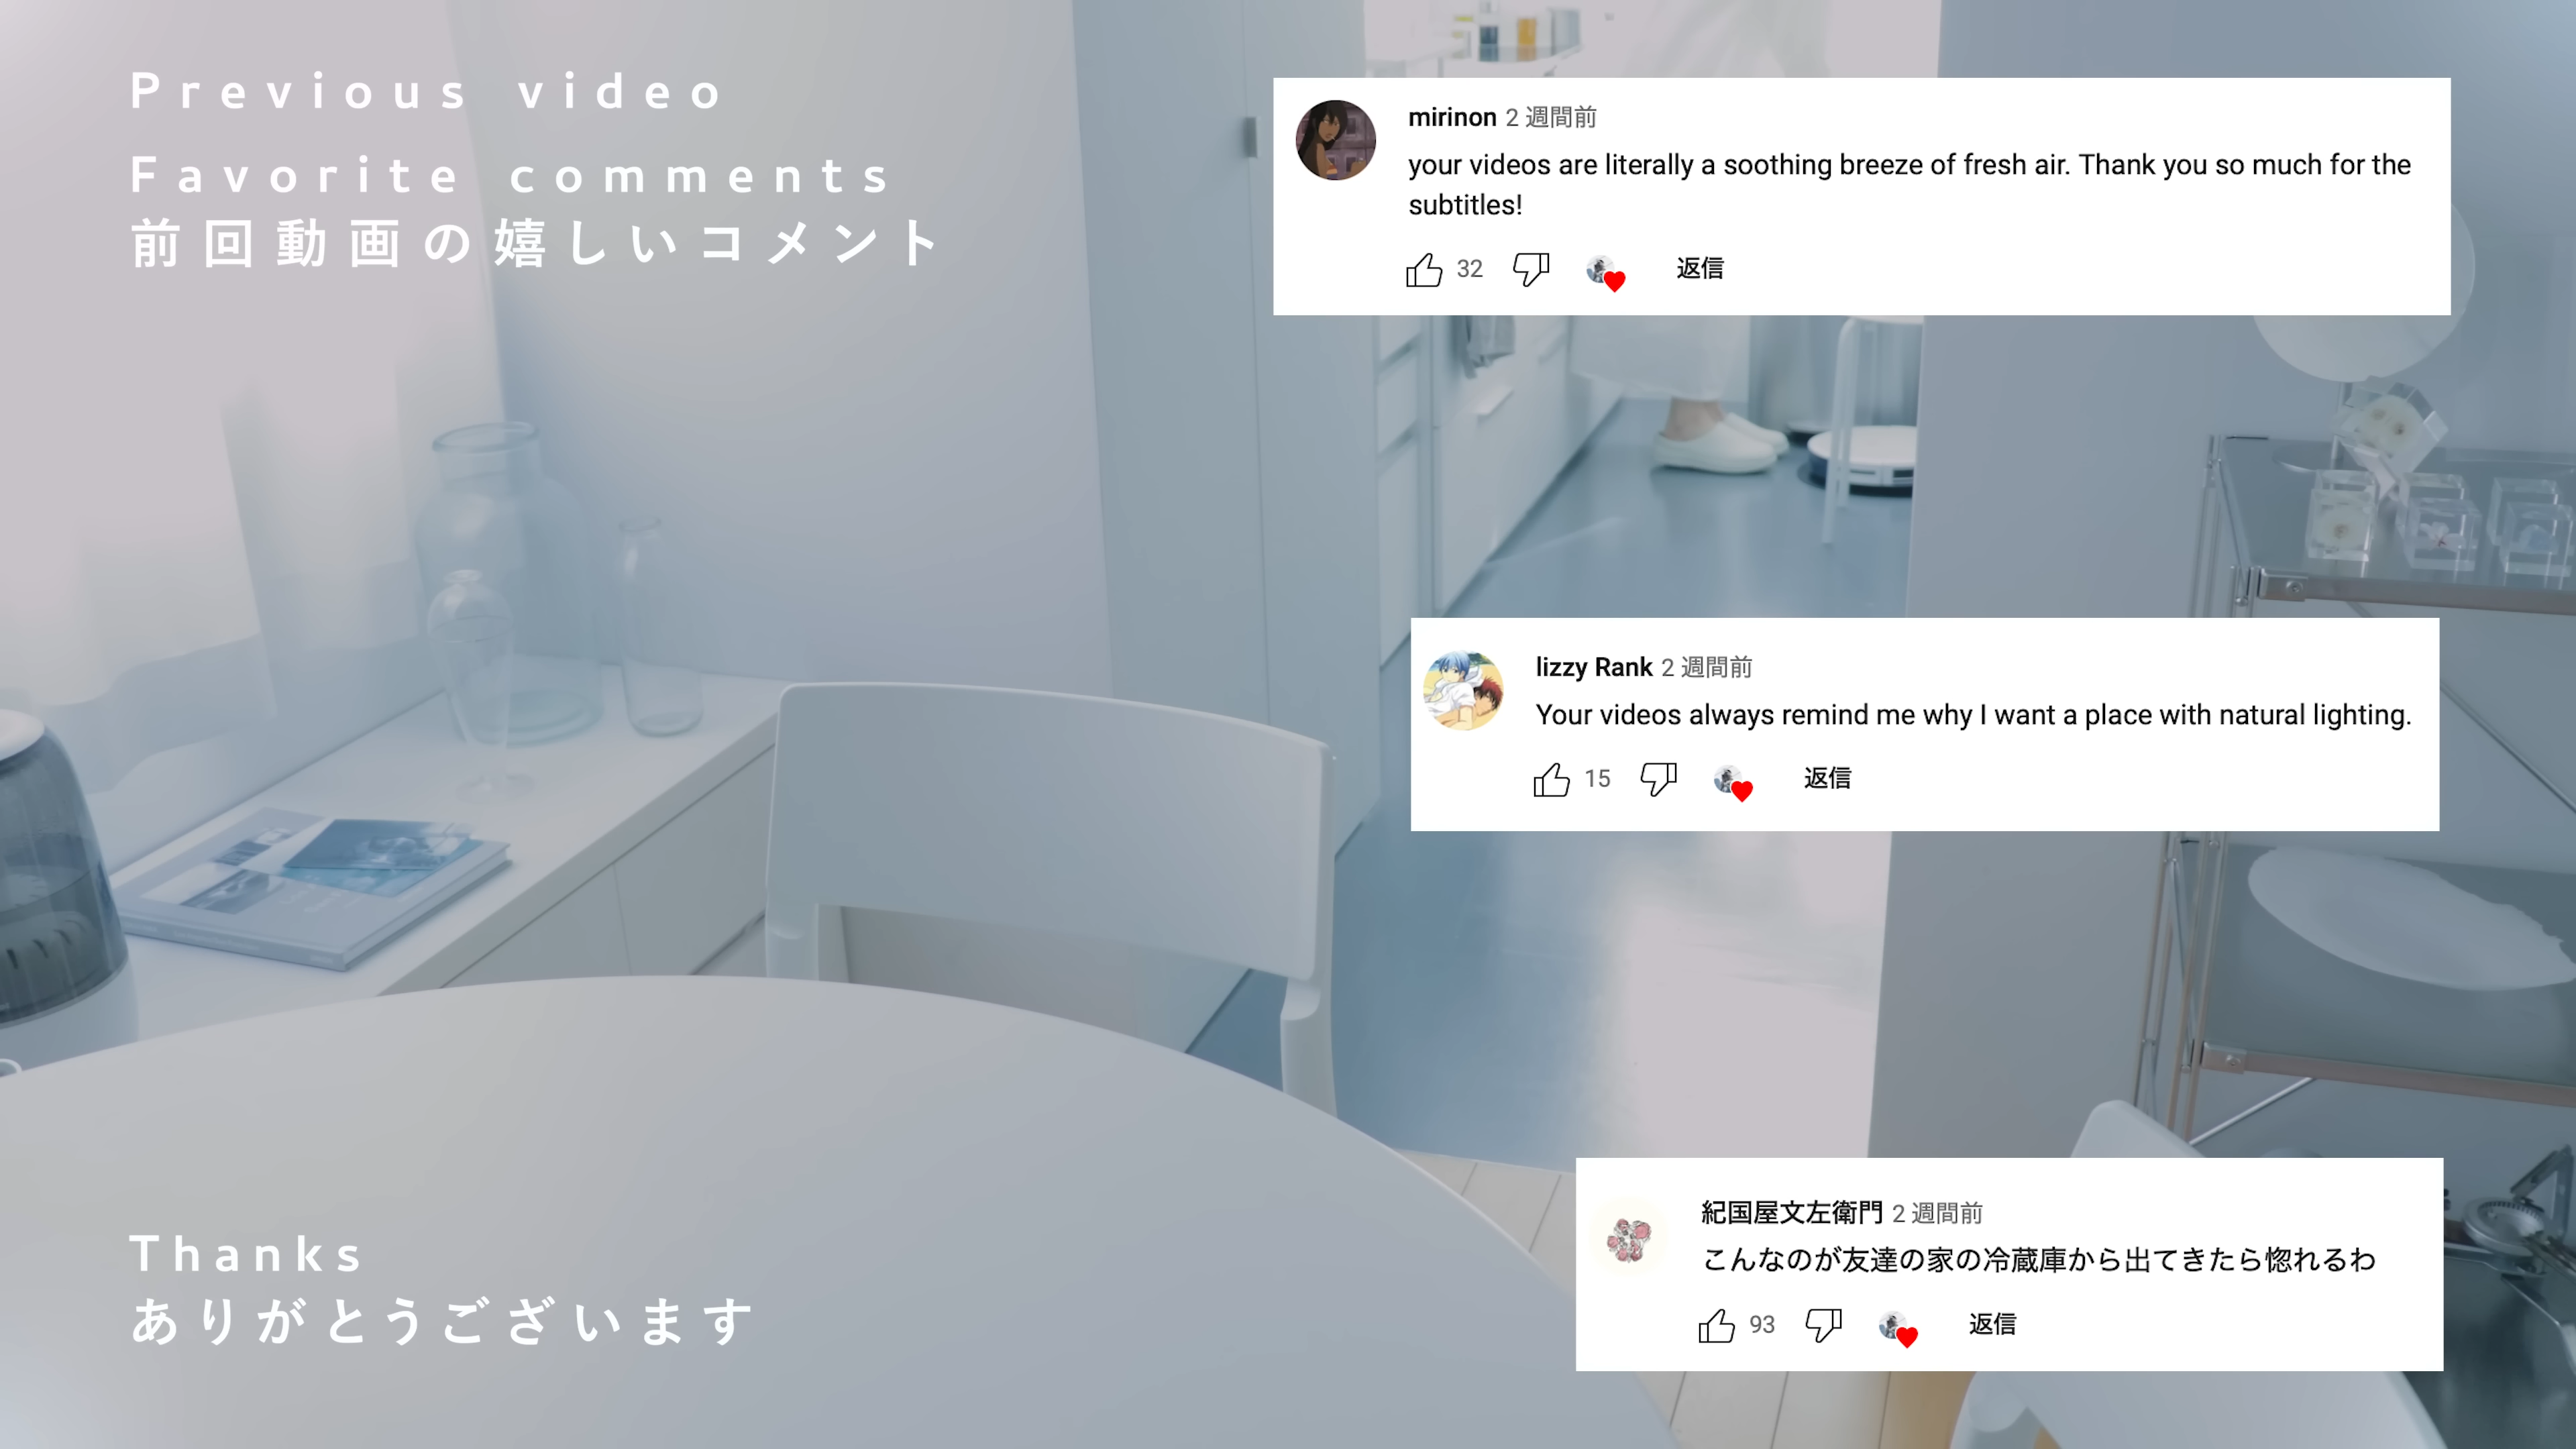 Previous video
Favorite comments
前回動画の嬉しいコメント
mirinon 2 週間前
your videos are literally a soothing breeze of fresh air. Thank you so much for the
subtitles!
32 返信
lizzy Rank 2 週間前
Your videos always remind me why I want a place with natural lighting.
15 返信
紀国屋文左衛門 2 週間前
こんなのが友達の家の冷蔵庫から出てきたら惚れるわ
93 返信
Thanks
ありがとうございます